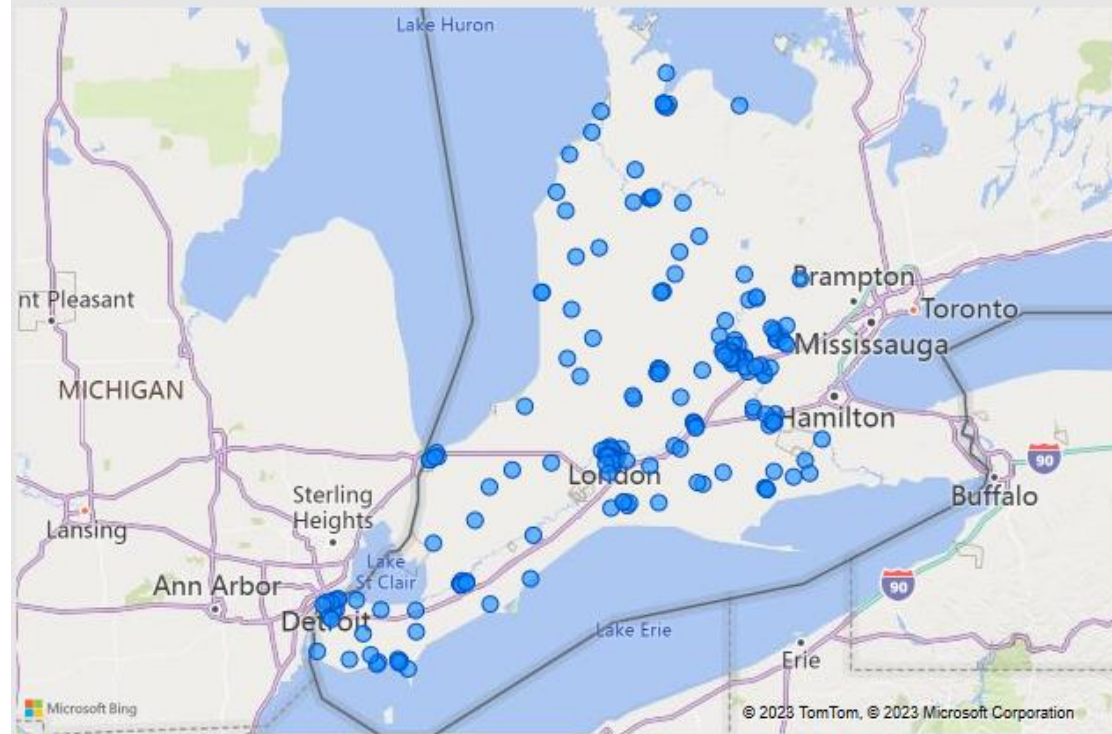 Lake Huron
nt Pleasant
Brampton
Toronto
Mississauga
MICHIGAN
Hamilton
90
London
Buffalo
Sterling
Heights
Lansing
Lake
St Clair
Ann Arbor
90
Detroit
Lake Erie
Erie
Microsoft Bing
© 2023 TomTom, © 2023 Microsoft Corporation